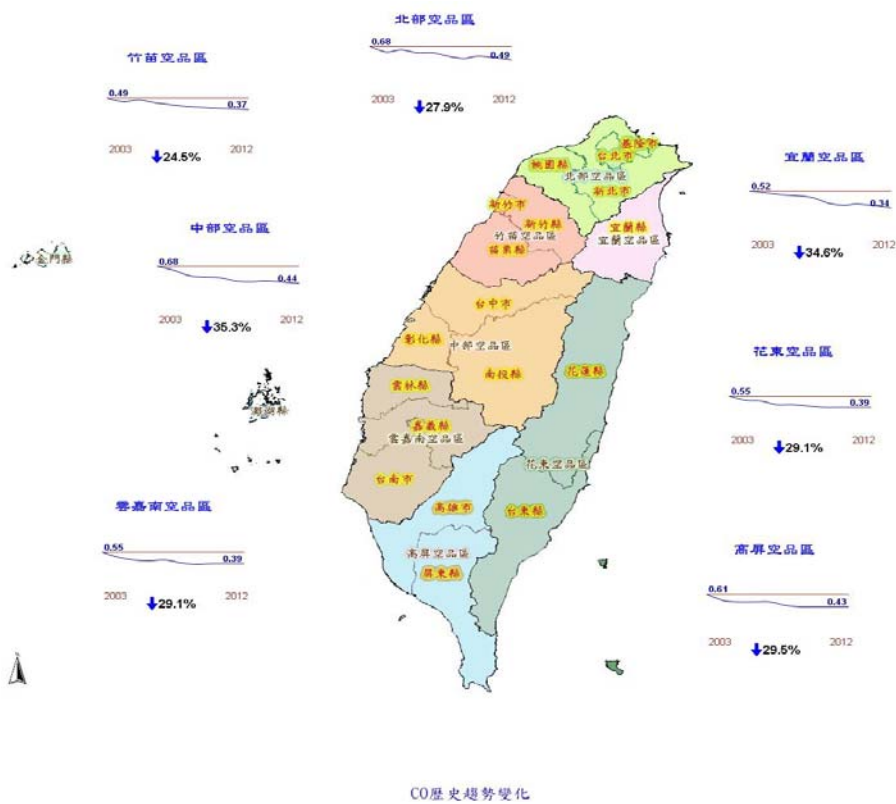 北部空品區
0.68
0.49
2003
2012
27.9%
竹苗空品區
0.49
0.37
2003
2012
24.5%
宜蘭空品區
0.52
0.34
2003
2012
34.6%
中部空品區
0.68
0.44
2003
2012
35.3%
花東空品區
0.55
0.39
2003
2012
29.1%
雲嘉南空品區
0.55
0.39
2003
2012
29.1%
高屏空品區
0.61
0.43
2003
2012
29.5%
基隆市
台北市
桃園縣
北部空品區
新北市
新竹市
新竹縣
竹苗空品區
苗栗縣
宜蘭縣
宜蘭空品區
金門縣
台中市
彰化縣
中部空品區
南投縣
花蓮縣
雲林縣
澎湖縣
嘉義縣
雲嘉南空品區
花東空品區
台南市
高雄市
台東縣
高屏空品區
屏東縣
CO歷史趨勢變化